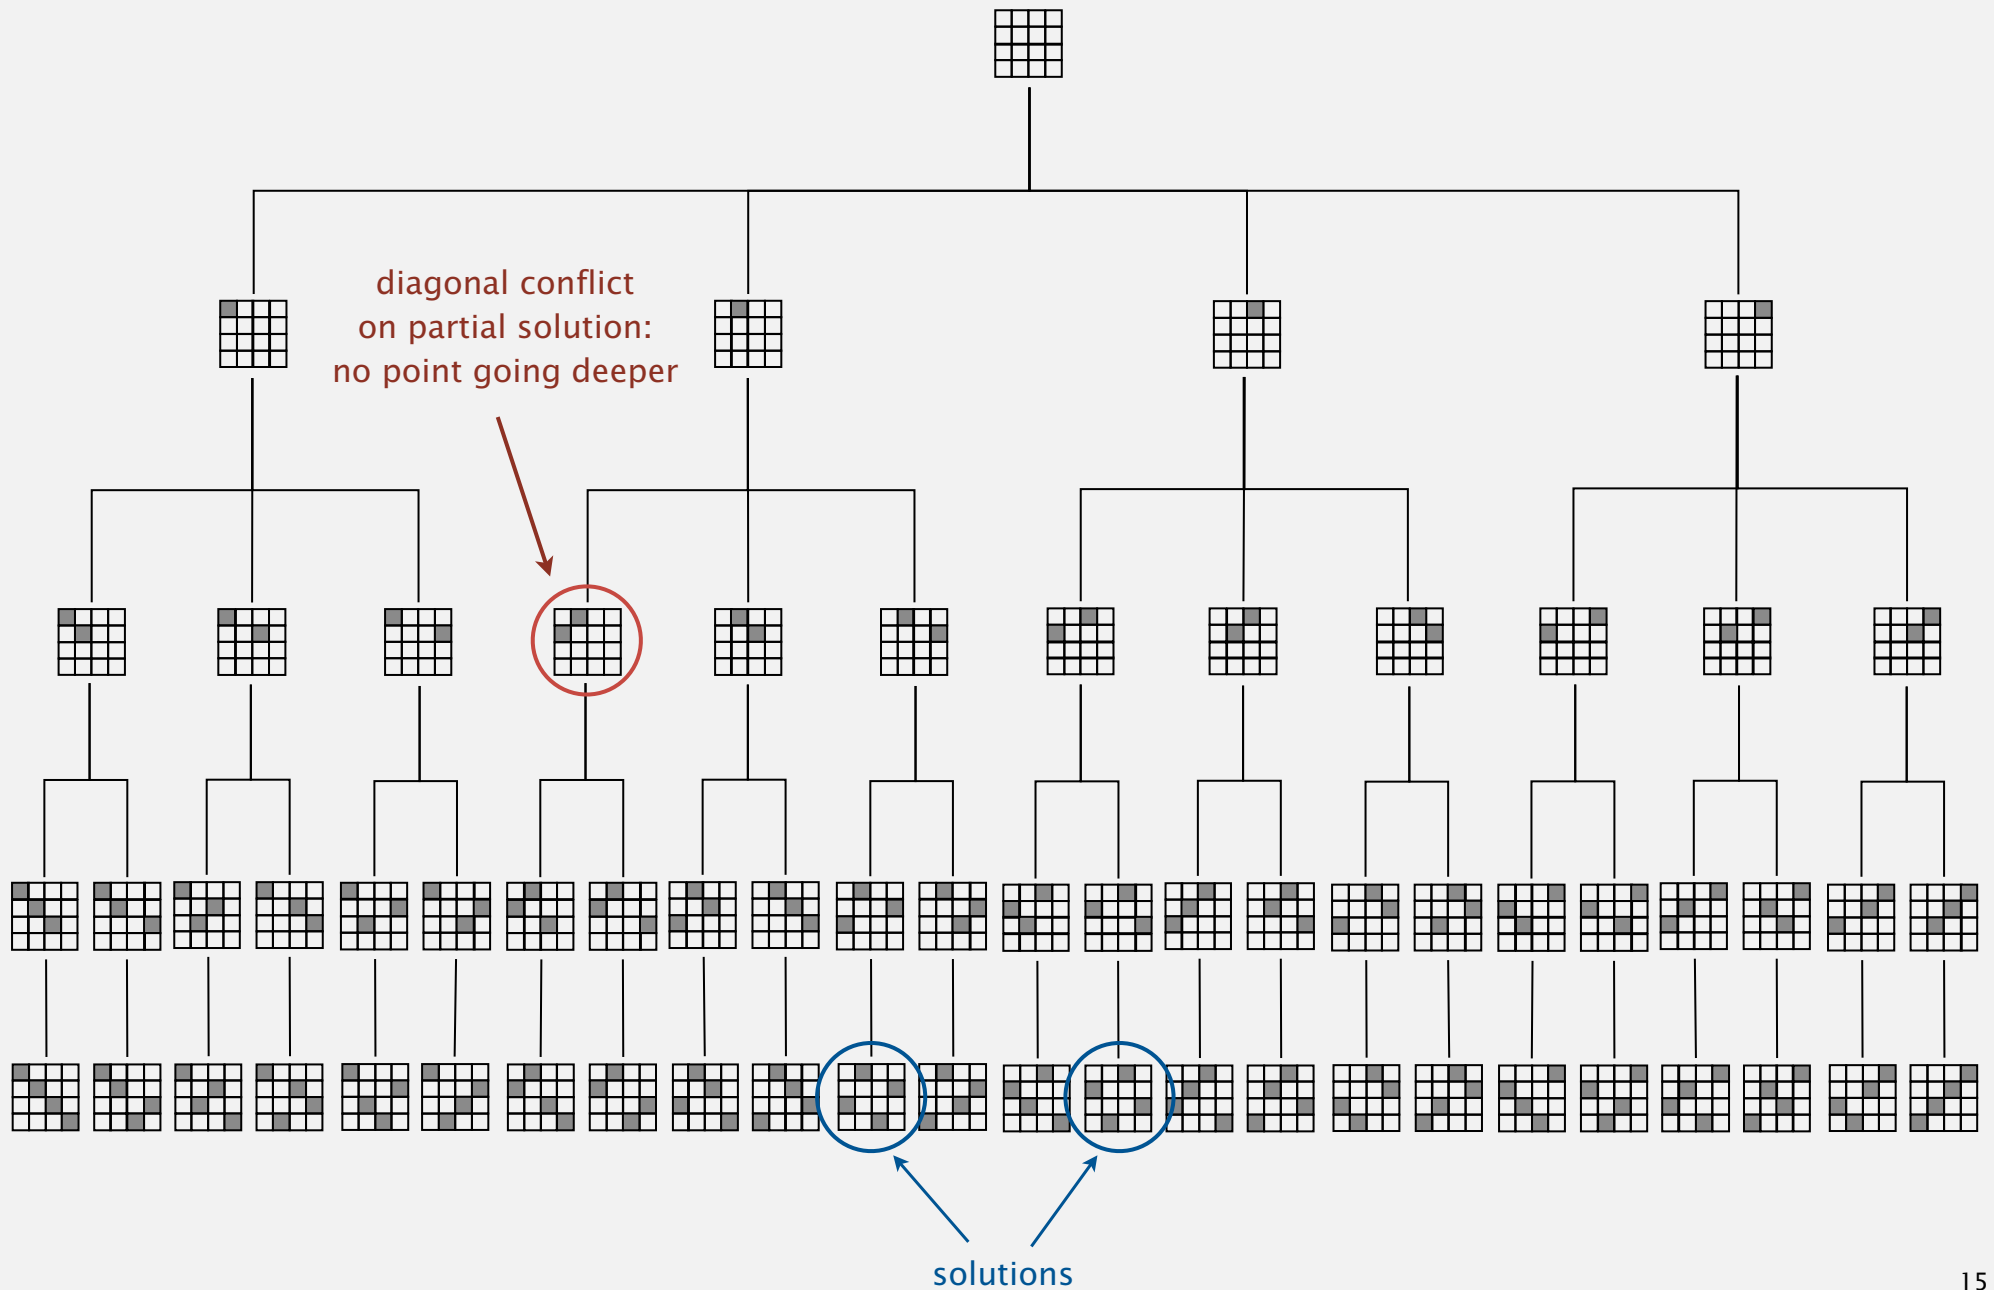 diagonal conflict
on partial solution:
no point going deeper
solutions
15